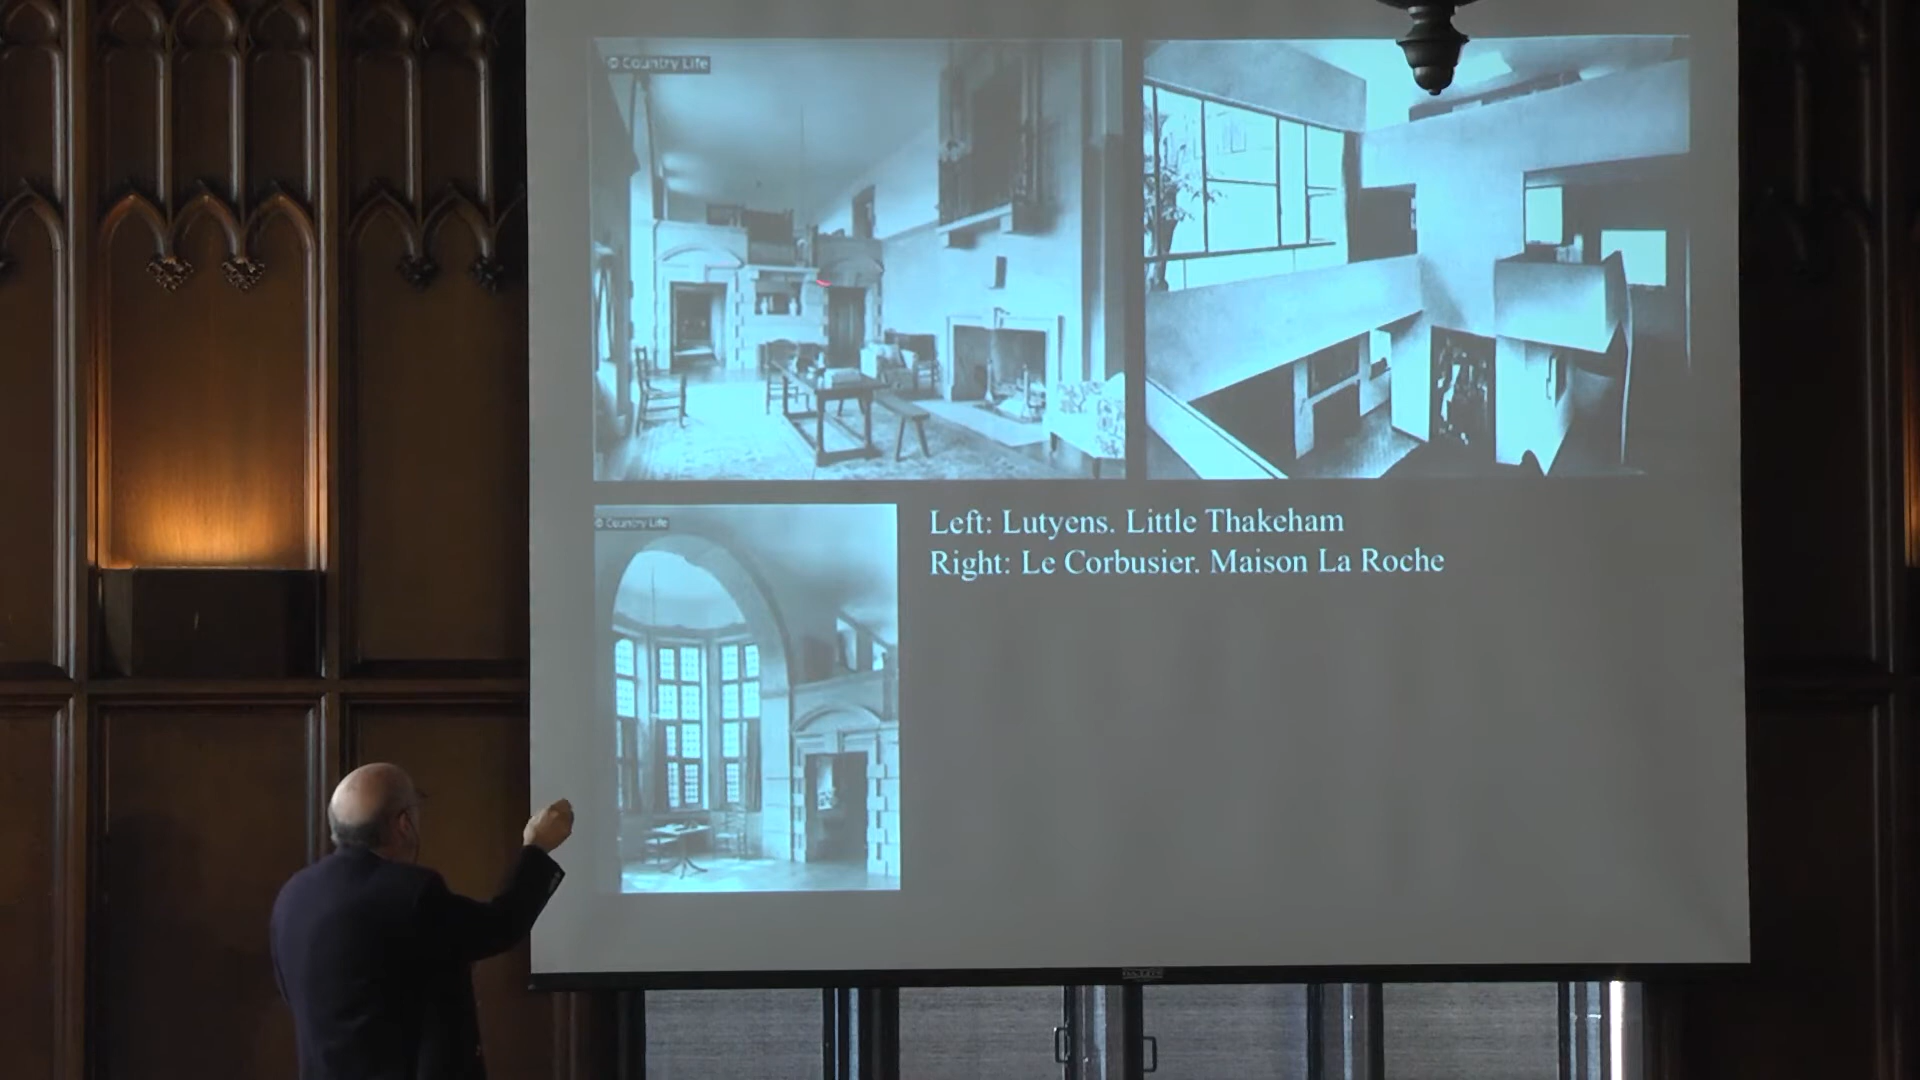 © Country Life
© Country Life
Left: Lutyens. Little Thakeham
Right: Le Corbusier. Maison La Roche